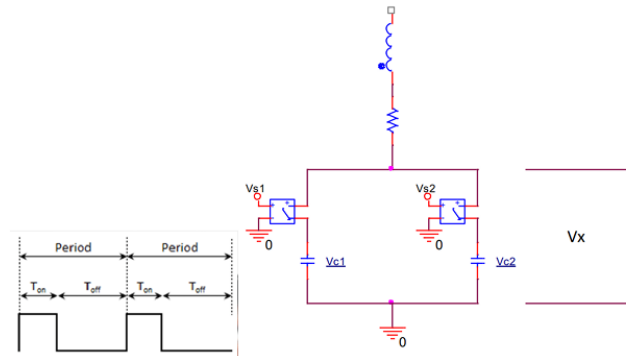 Vs1
Vs2
0
0
Vx
Vc1
Vc2
Period Period
Ton Toff Ton Toff
0